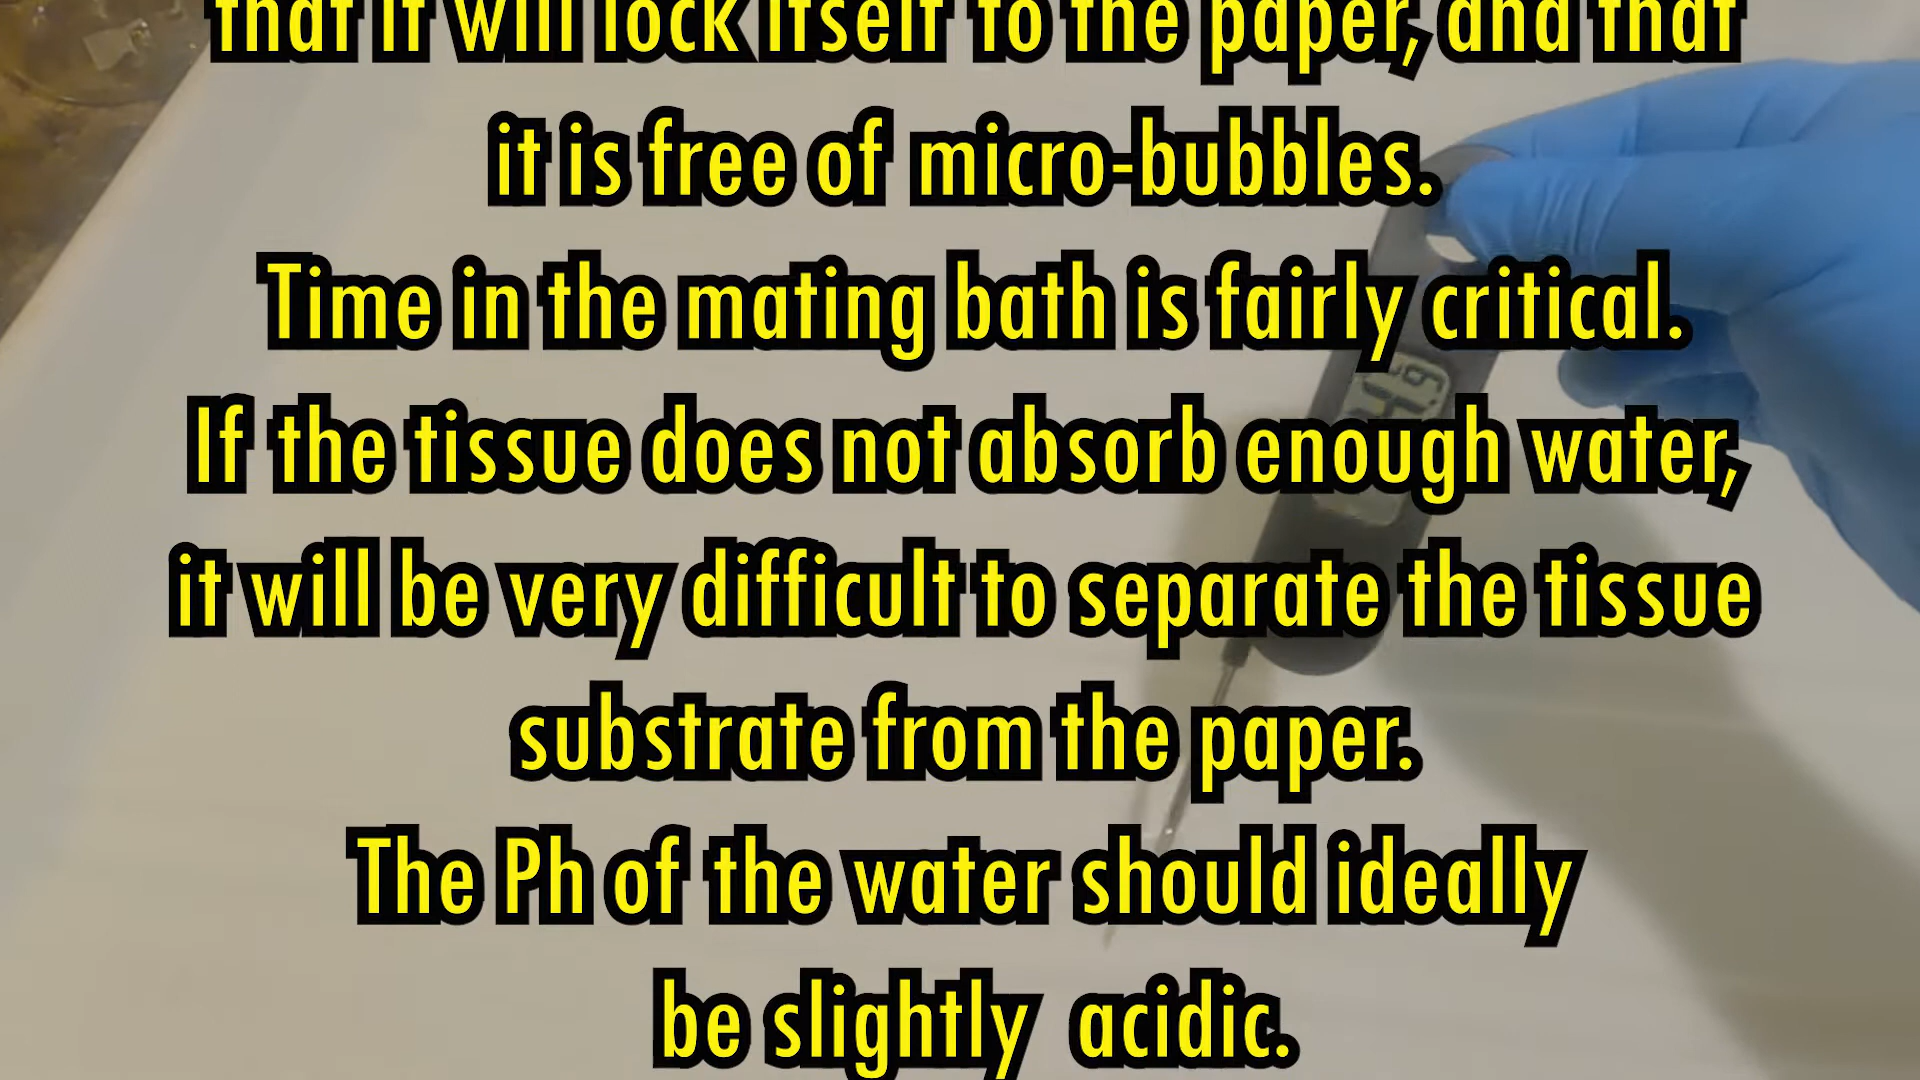 that it will lock itself to the paper, and that
it is free of micro-bubbles.
Time in the mating bath is fairly critical.
If the tissue does not absorb enough water,
it will be very difficult to separate the tissue
substrate from the paper.
The Ph of the water should ideally
be slightly acidic.